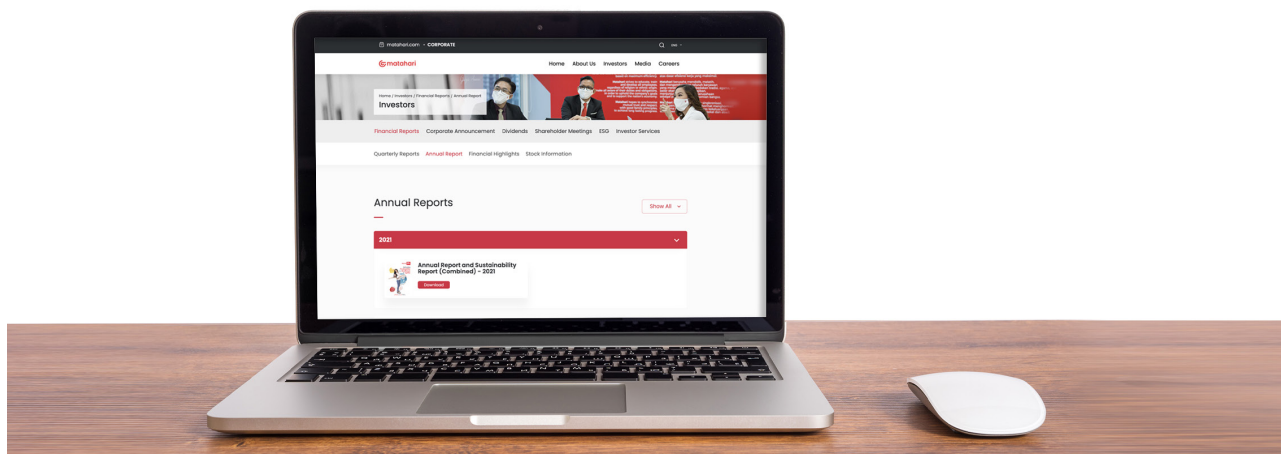 matahari.com • CORPORATE
matahari
Home About Us Investors Media Careers
Home / Investors / Financial Reports / Annual Report
Investors
Financial Reports Corporate Announcement Dividends Shareholder Meetings ESG Investor Services
Quarterly Reports Annual Report Financial Highlights Stock Information
Annual Reports
Show All
2021
Annual Report and Sustainability
Report (Combined) - 2021
Download